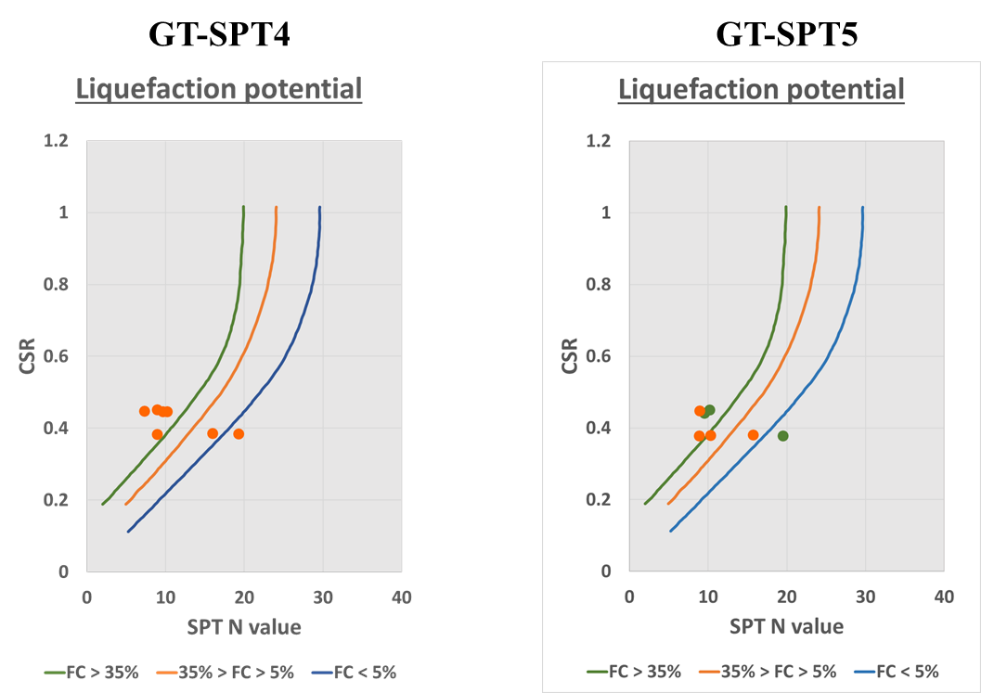 GT-SPT4
Liquefaction potential
1.2
1
0.8
0.6
0.4
0.2
0
CSR
0 10 20 30 40
SPT N value
FC > 35% 35% > FC > 5% FC < 5%
GT-SPT5
Liquefaction potential
1.2
1
0.8
0.6
0.4
0.2
0
CSR
0 10 20 30 40
SPT N value
FC > 35% 35% > FC > 5% FC < 5%